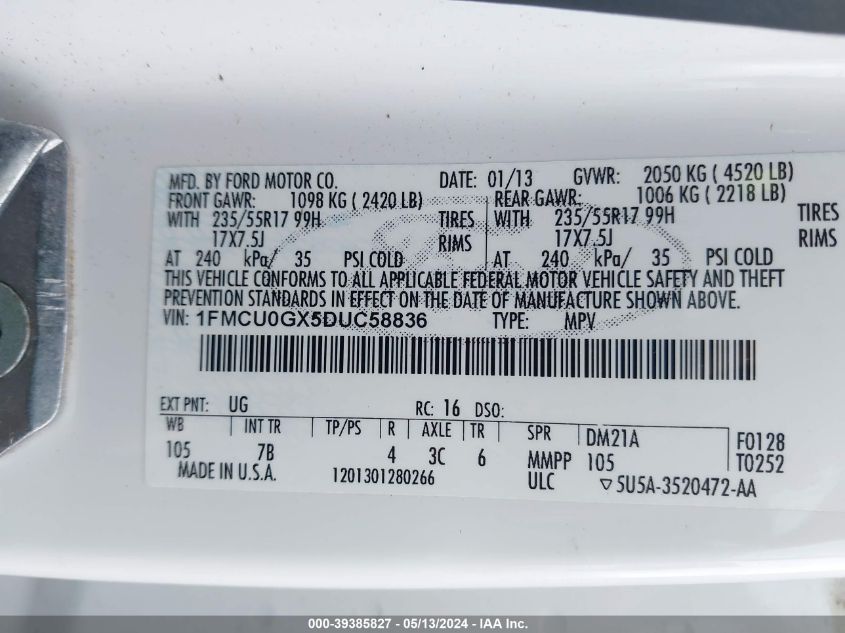 MFD. BY FORD MOTOR CO. DATE: 01/13 GVWR: 2050 KG ( 4520 LB)
FRONT GAWR: 1098 KG ( 2420 LB) REAR GAWR: 1006 KG ( 2218 LB)
WITH 235/55R17 99H TIRES WITH 235/55R17 99H TIRES
17X7.5J RIMS 17X7.5J RIMS
AT 240 kPa/ 35 PSI COLD AT 240 kPa/ 35 PSI COLD
THIS VEHICLE CONFORMS TO ALL APPLICABLE FEDERAL MOTOR VEHICLE SAFETY AND THEFT
PREVENTION STANDARDS IN EFFECT ON THE DATE OF MANUFACTURE SHOWN ABOVE.
VIN: 1FMCU0GX5DUC58836 TYPE: MPV
EXT PNT: UG RC: 16 DSO:
WB INT TR TP/PS R AXLE TR SPR DM21A F0128
105 7B 4 3C 6 MMPP 105 T0252
MADE IN U.S.A. 1201301280266 ULC ▽5U5A-3520472-AA
000-39385827 - 05/13/2024 - IEAnow.com